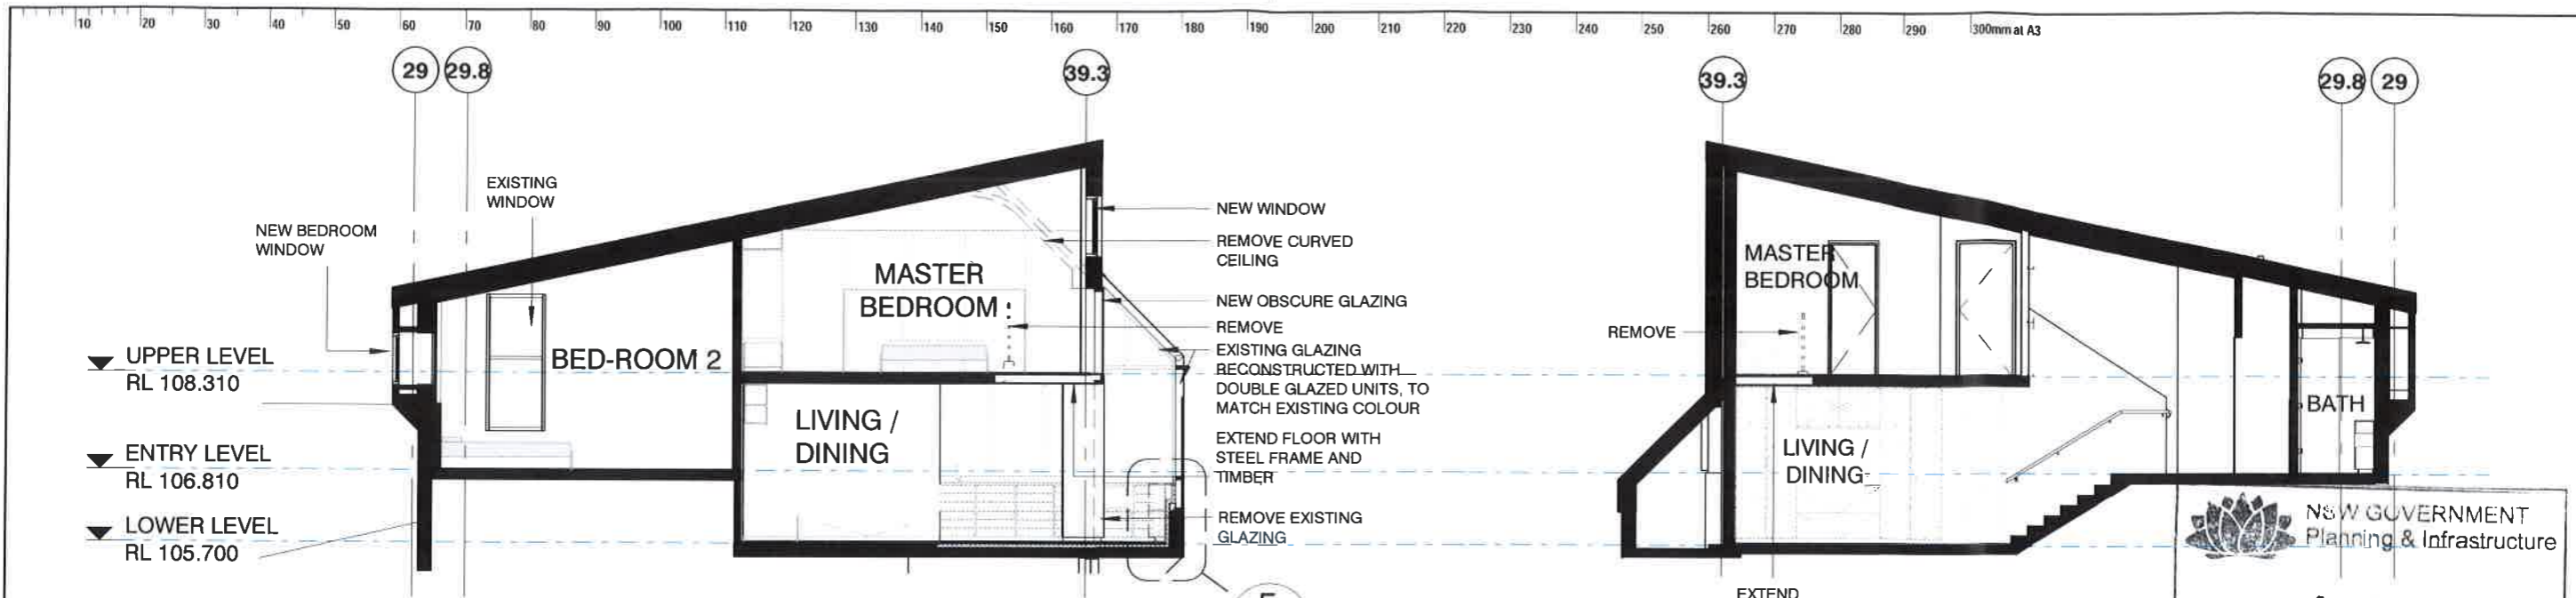 10 20 30 40 50 60 70 80 90 100 110 120 130 140 150 160 170 180 190 200 210 220 230 240 250 260 270 280 290 300mm at A3
29 29.8 39.3 39.3 29.8 29
EXISTING
WINDOW
NEW BEDROOM
WINDOW
UPPER LEVEL
RL 108.310
ENTRY LEVEL
RL 106.810
LOWER LEVEL
RL 105.700
BED-ROOM 2
MASTER
BEDROOM
LIVING /
DINING
NEW WINDOW
REMOVE CURVED
CEILING
NEW OBSCURE GLAZING
REMOVE
EXISTING GLAZING
RECONSTRUCTED WITH
DOUBLE GLAZED UNITS, TO
MATCH EXISTING COLOUR
EXTEND FLOOR WITH
STEEL FRAME AND
TIMBER
REMOVE EXISTING
GLAZING
MASTER
BEDROOM
REMOVE
LIVING /
DINING
BATH
EXTEND
NSW GOVERNMENT
Planning & Infrastructure